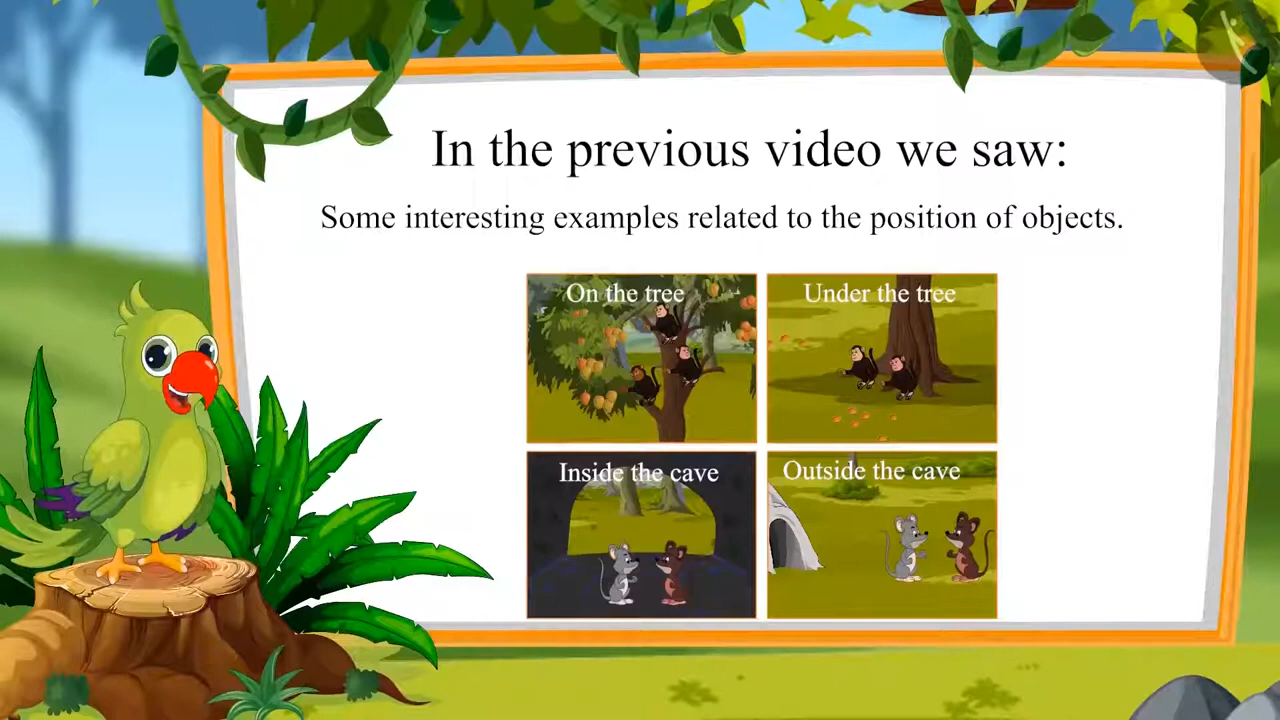 In the previous video we saw:
Some interesting examples related to the position of objects.
On the tree
Under the tree
Inside the cave
Outside the cave